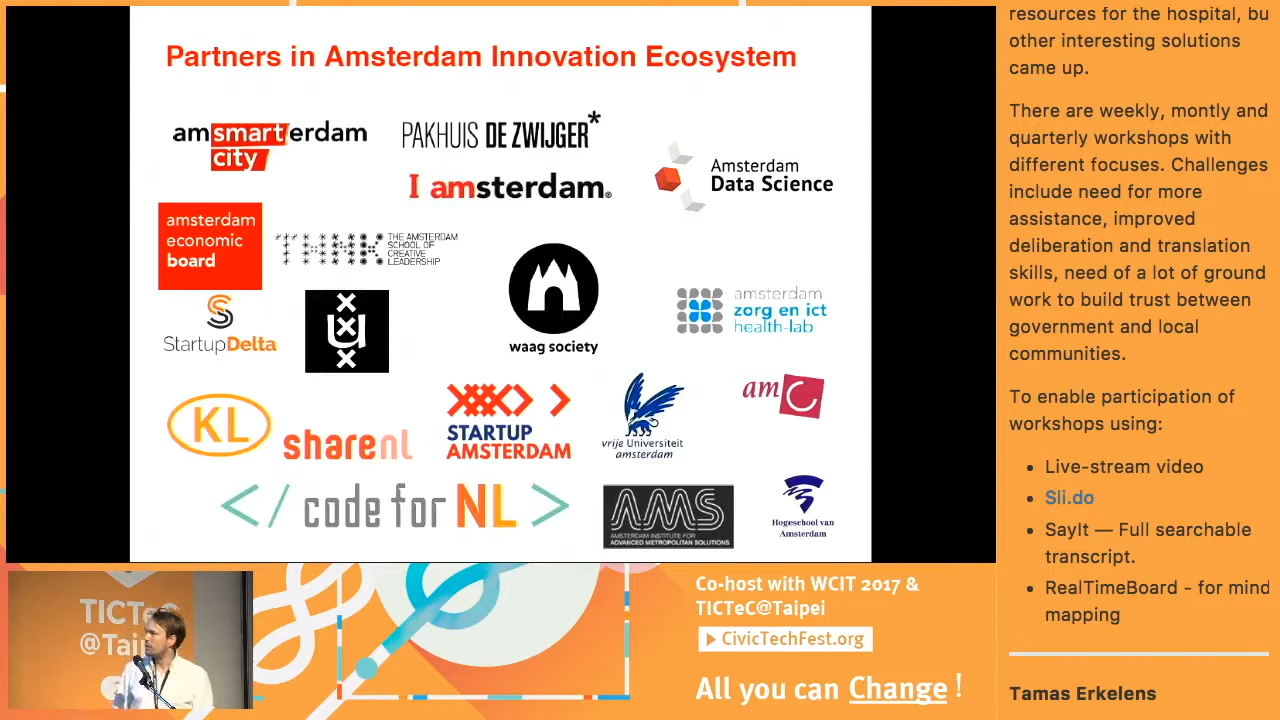 Partners in Amsterdam Innovation Ecosystem
amsmarterdam
city
PAKHUIS DE ZWIJGER*
I amsterdam®
Amsterdam
Data Science
amsterdam
economic
board
THNK
THE AMSTERDAM
SCHOOL OF
CREATIVE
LEADERSHIP
StartupDelta
U
waag society
amsterdam
zorg en ict
health-lab
KL
sharenl
STARTUP
AMSTERDAM
vrije Universiteit
amsterdam
amC
</ code for NL >
AMS
AMSTERDAM INSTITUTE FOR
ADVANCED METROPOLITAN SOLUTIONS
Hogeschool van
Amsterdam
resources for the hospital, bu
other interesting solutions
came up.
There are weekly, montly and
quarterly workshops with
different focuses. Challenges
include need for more
assistance, improved
deliberation and translation
skills, need of a lot of ground
work to build trust between
government and local
communities.
To enable participation of
workshops using:
• Live-stream video
• Sli.do
• SayIt — Full searchable
transcript.
• RealTimeBoard - for mind
mapping
Tamas Erkelens
TICTeC
@Taip
Co-host with WCIT 2017 &
TICTeC@Taipei
CivicTechFest.org
All you can Change !